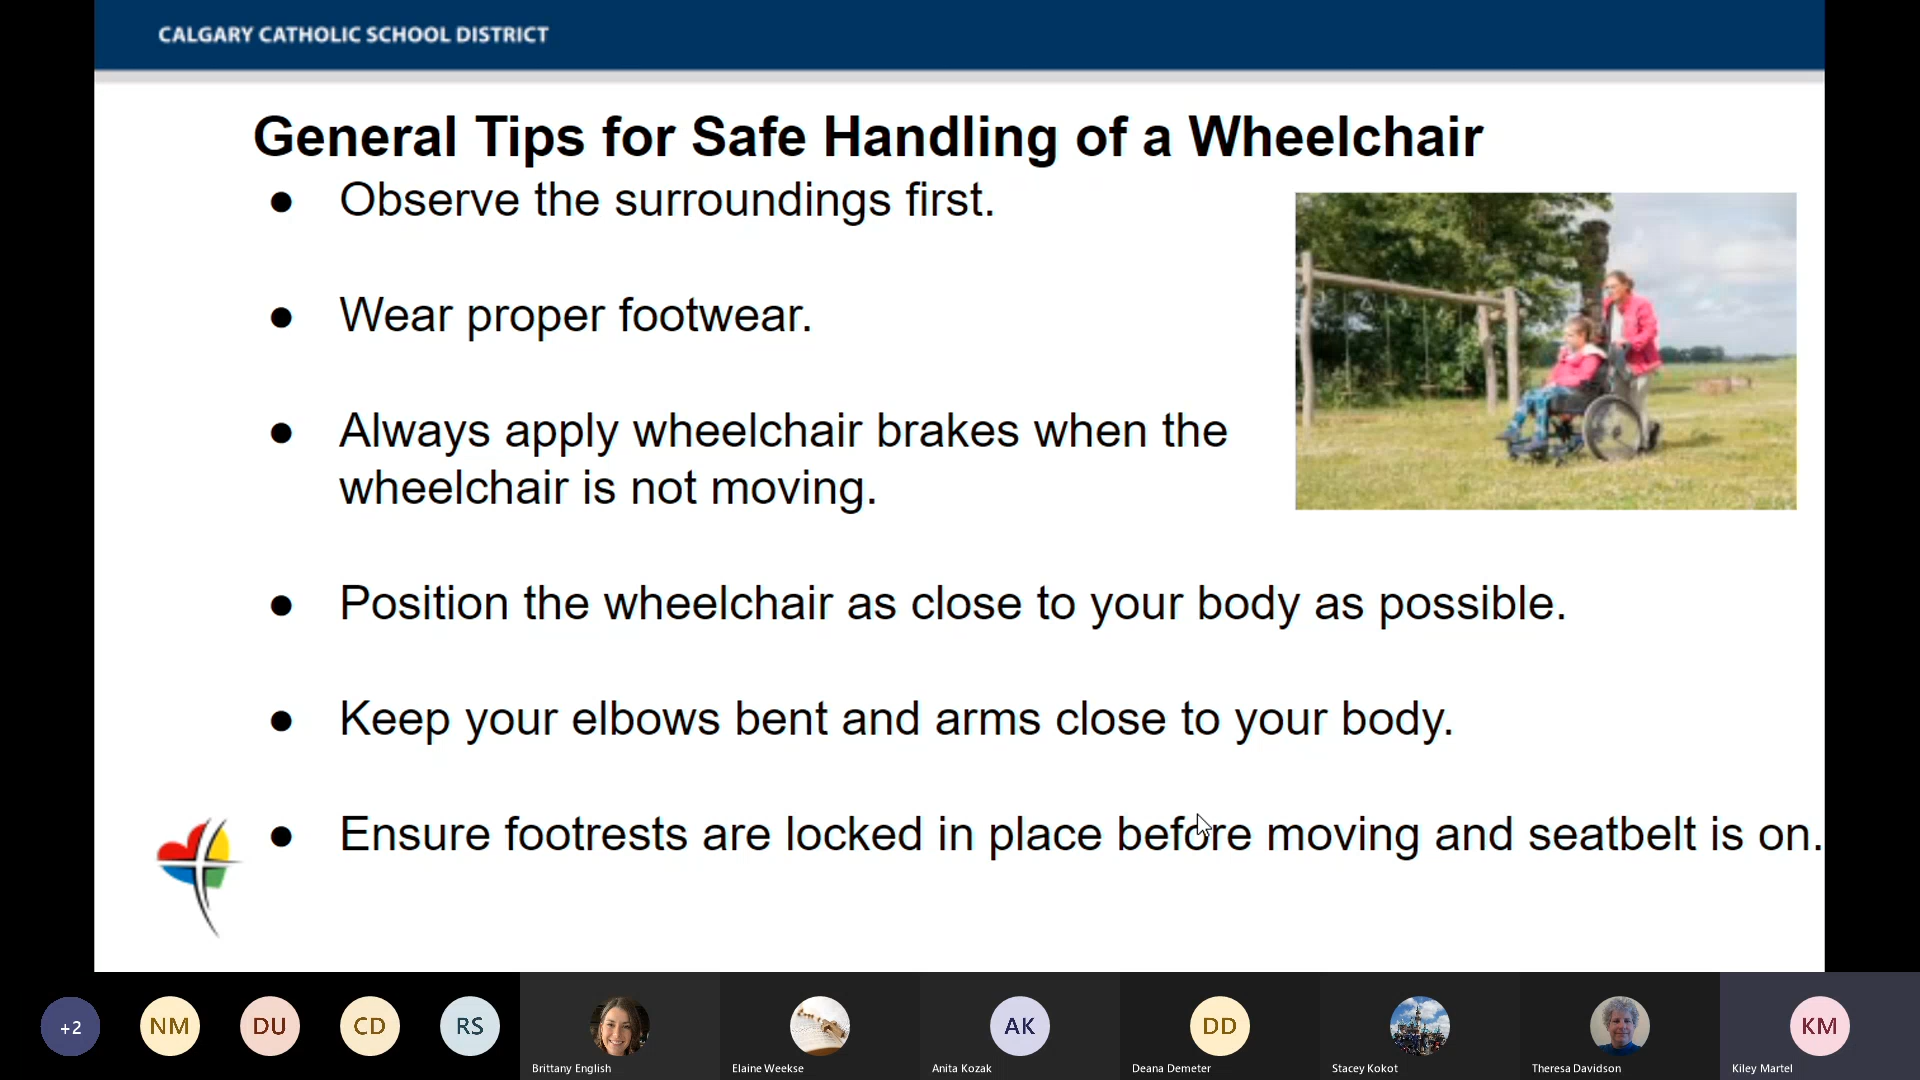 CALGARY CATHOLIC SCHOOL DISTRICT
General Tips for Safe Handling of a Wheelchair
● Observe the surroundings first.
● Wear proper footwear.
● Always apply wheelchair brakes when the
wheelchair is not moving.
● Position the wheelchair as close to your body as possible.
● Keep your elbows bent and arms close to your body.
● Ensure footrests are locked in place before moving and seatbelt is on.
+2
NM
DU
CD
RS
Brittany English
Elaine Weekse
AK
Anita Kozak
DD
Deana Demeter
Stacey Kokot
Theresa Davidson
KM
Kiley Martel